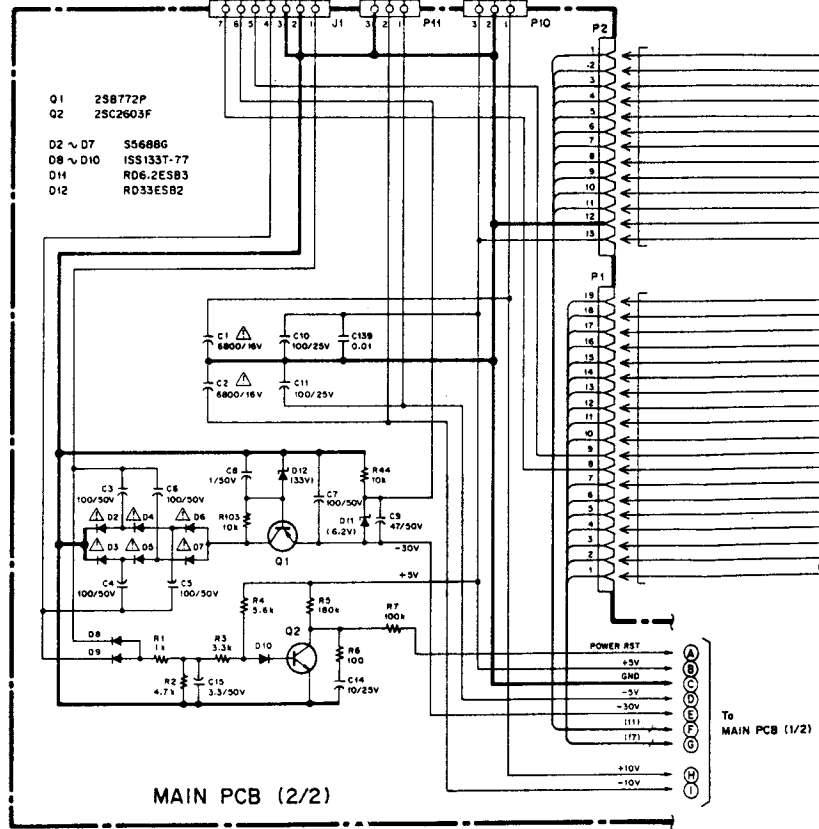 7 6 5 4 3 2 1 J1
3 2 1 P11
3 2 1 P10
P2
1
2
3
4
5
6
7
8
9
10
11
12
13
Q1 2SB772P
Q2 2SC2603F
D2 ~ D7 S5688G
D8 ~ D10 ISS133T-77
D11 RD6.2ESB3
D12 RD33ESB2
P1
19
18
17
16
15
14
13
12
11
10
9
8
7
6
5
4
3
2
1
C1
6800/16V
C10
100/25V
C139
0.01
C2
6800/16V
C11
100/25V
C8
1/50V
D12
(33V)
C7
100/50V
R44
10k
C3
100/50V
C6
100/50V
D2
D4
D6
R103
10k
D11
(6.2V)
C9
47/50V
D3
D5
D7
Q1
-30V
C4
100/50V
C5
100/50V
+5V
R4
5.6k
R5
180k
R7
100k
D8
D9
R1
1k
R3
3.3k
D10
Q2
R6
100
R2
4.7k
C15
3.3/50V
C14
10/25V
POWER RST A
+5V B
GND C
-5V D
-30V E
(11) F
(17) G
+10V H
-10V I
To
MAIN PCB (1/2)
MAIN PCB (2/2)